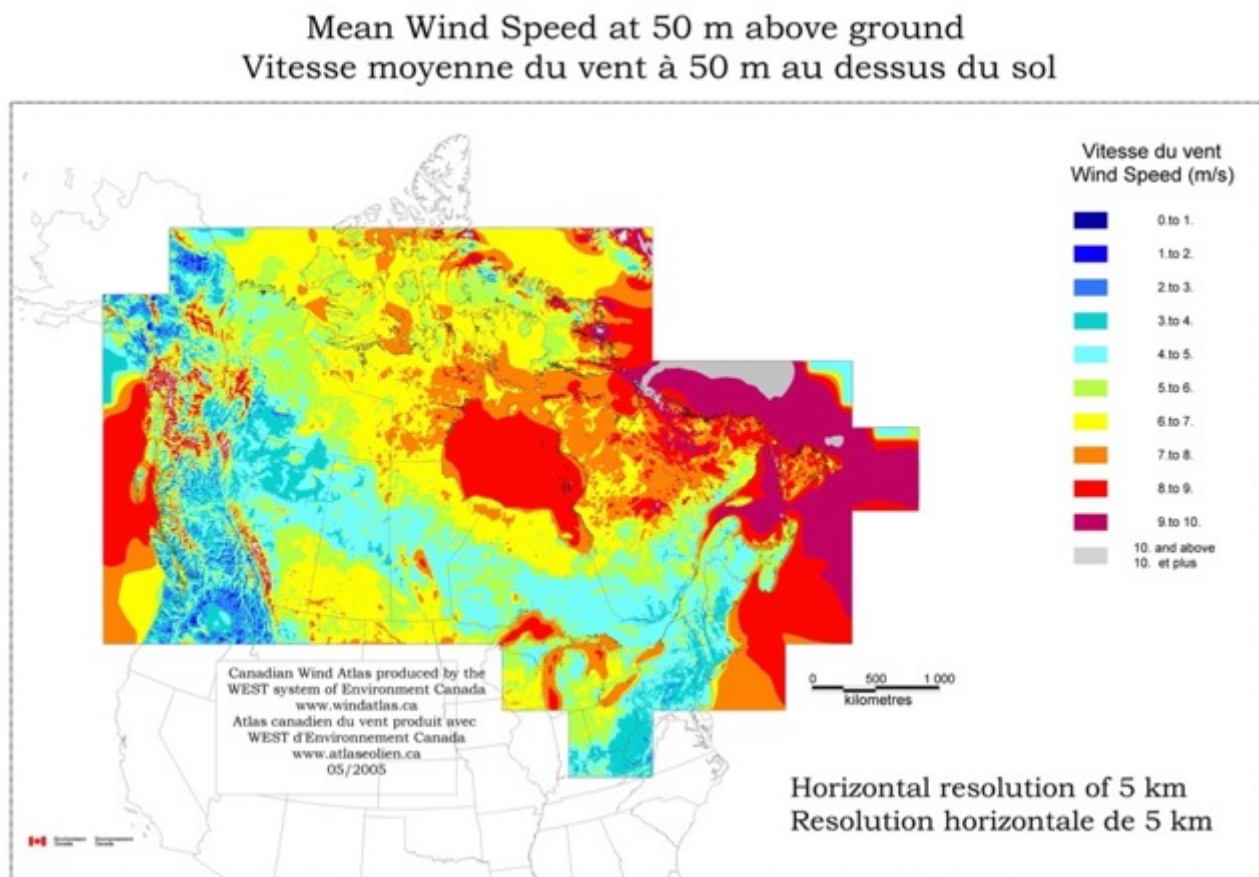 Mean Wind Speed at 50 m above ground
Vitesse moyenne du vent à 50 m au dessus du sol
Vitesse du vent
Wind Speed (m/s)
0.to 1.
1.to 2.
2.to 3.
3.to 4.
4.to 5.
5.to 6.
6.to 7.
7.to 8.
8.to 9.
9.to 10.
10. and above
10. et plus
0 500 1 000
kilometres
Canadian Wind Atlas produced by the
WEST system of Environment Canada
www.windatlas.ca
Atlas canadien du vent produit avec
WEST d'Environnement Canada
www.atlaseolien.ca
05/2005
Horizontal resolution of 5 km
Resolution horizontale de 5 km
Environment Environnement
Canada Canada